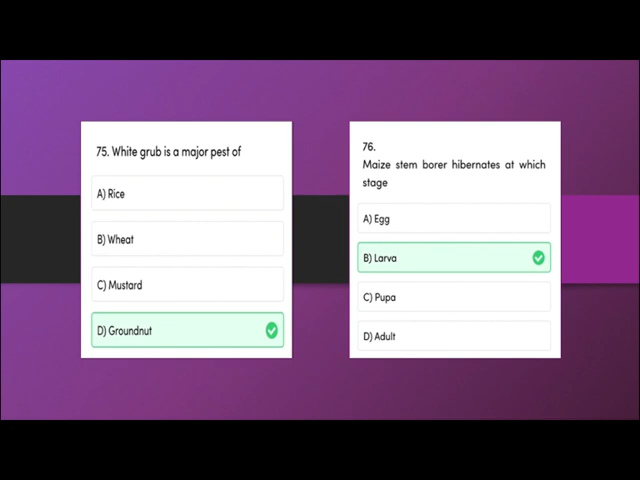 75. White grub is a major pest of
A) Rice
B) Wheat
C) Mustard
D) Groundnut
76.
Maize stem borer hibernates at which
stage
A) Egg
B) Larva
C) Pupa
D) Adult